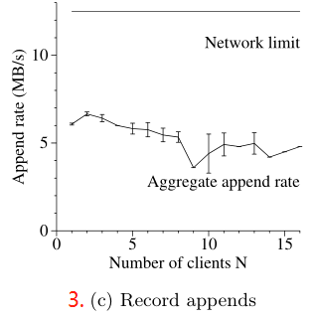 10
Network limit
Append rate (MB/s)
5
Aggregate append rate
0
0 5 10 15
Number of clients N
3. (c) Record appends